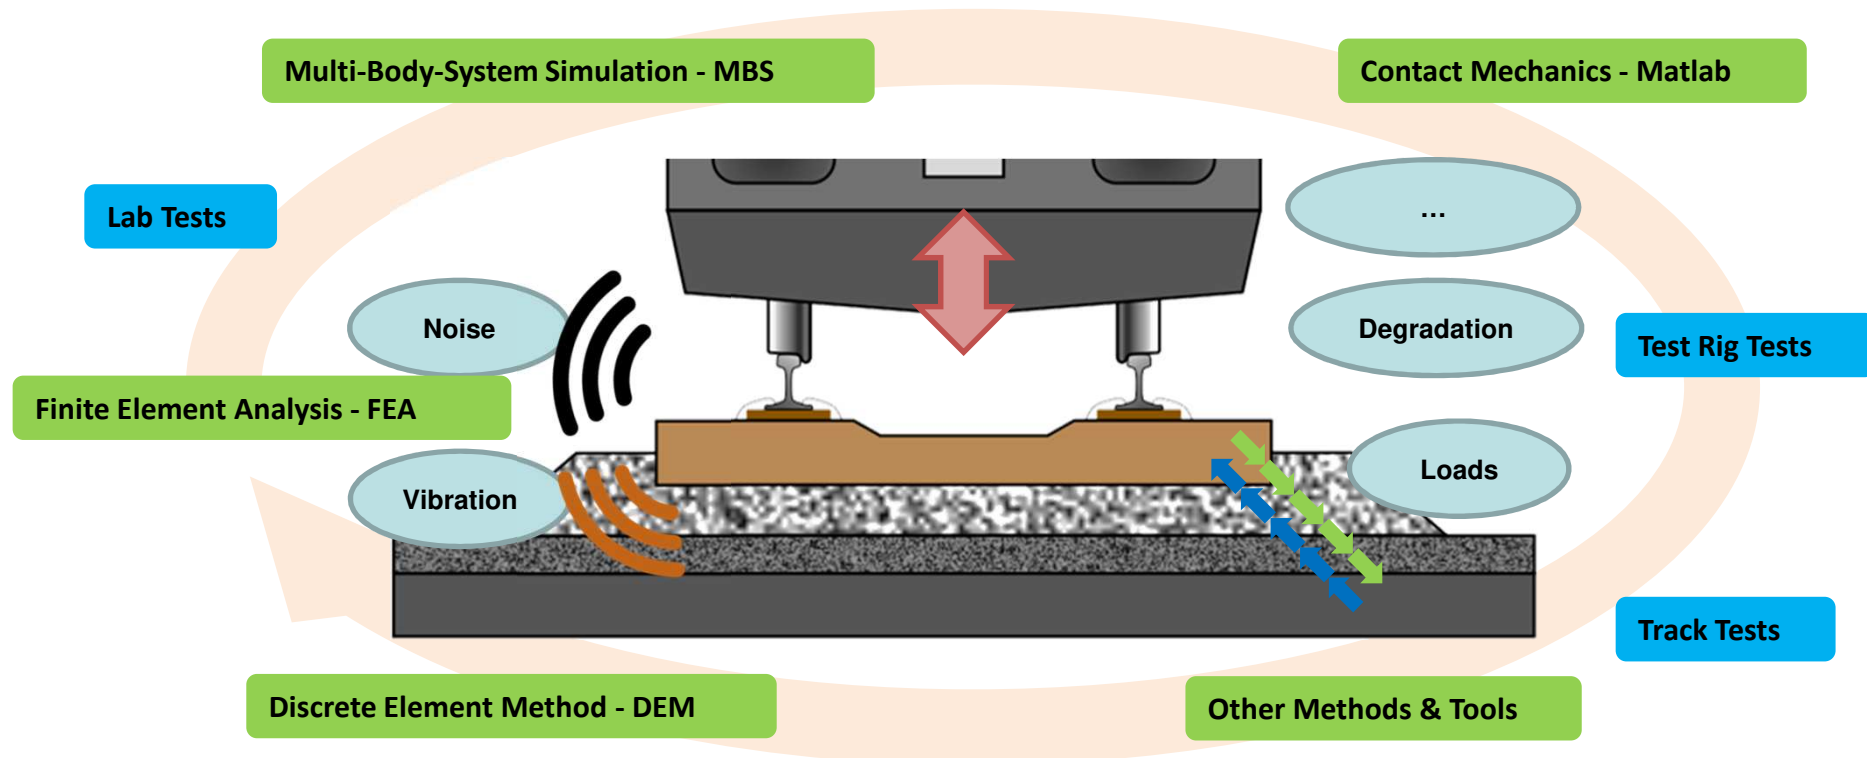 Multi-Body-System Simulation - MBS
Contact Mechanics - Matlab
Lab Tests
...
Noise
Degradation
Test Rig Tests
Finite Element Analysis - FEA
Vibration
Loads
Track Tests
Discrete Element Method - DEM
Other Methods & Tools